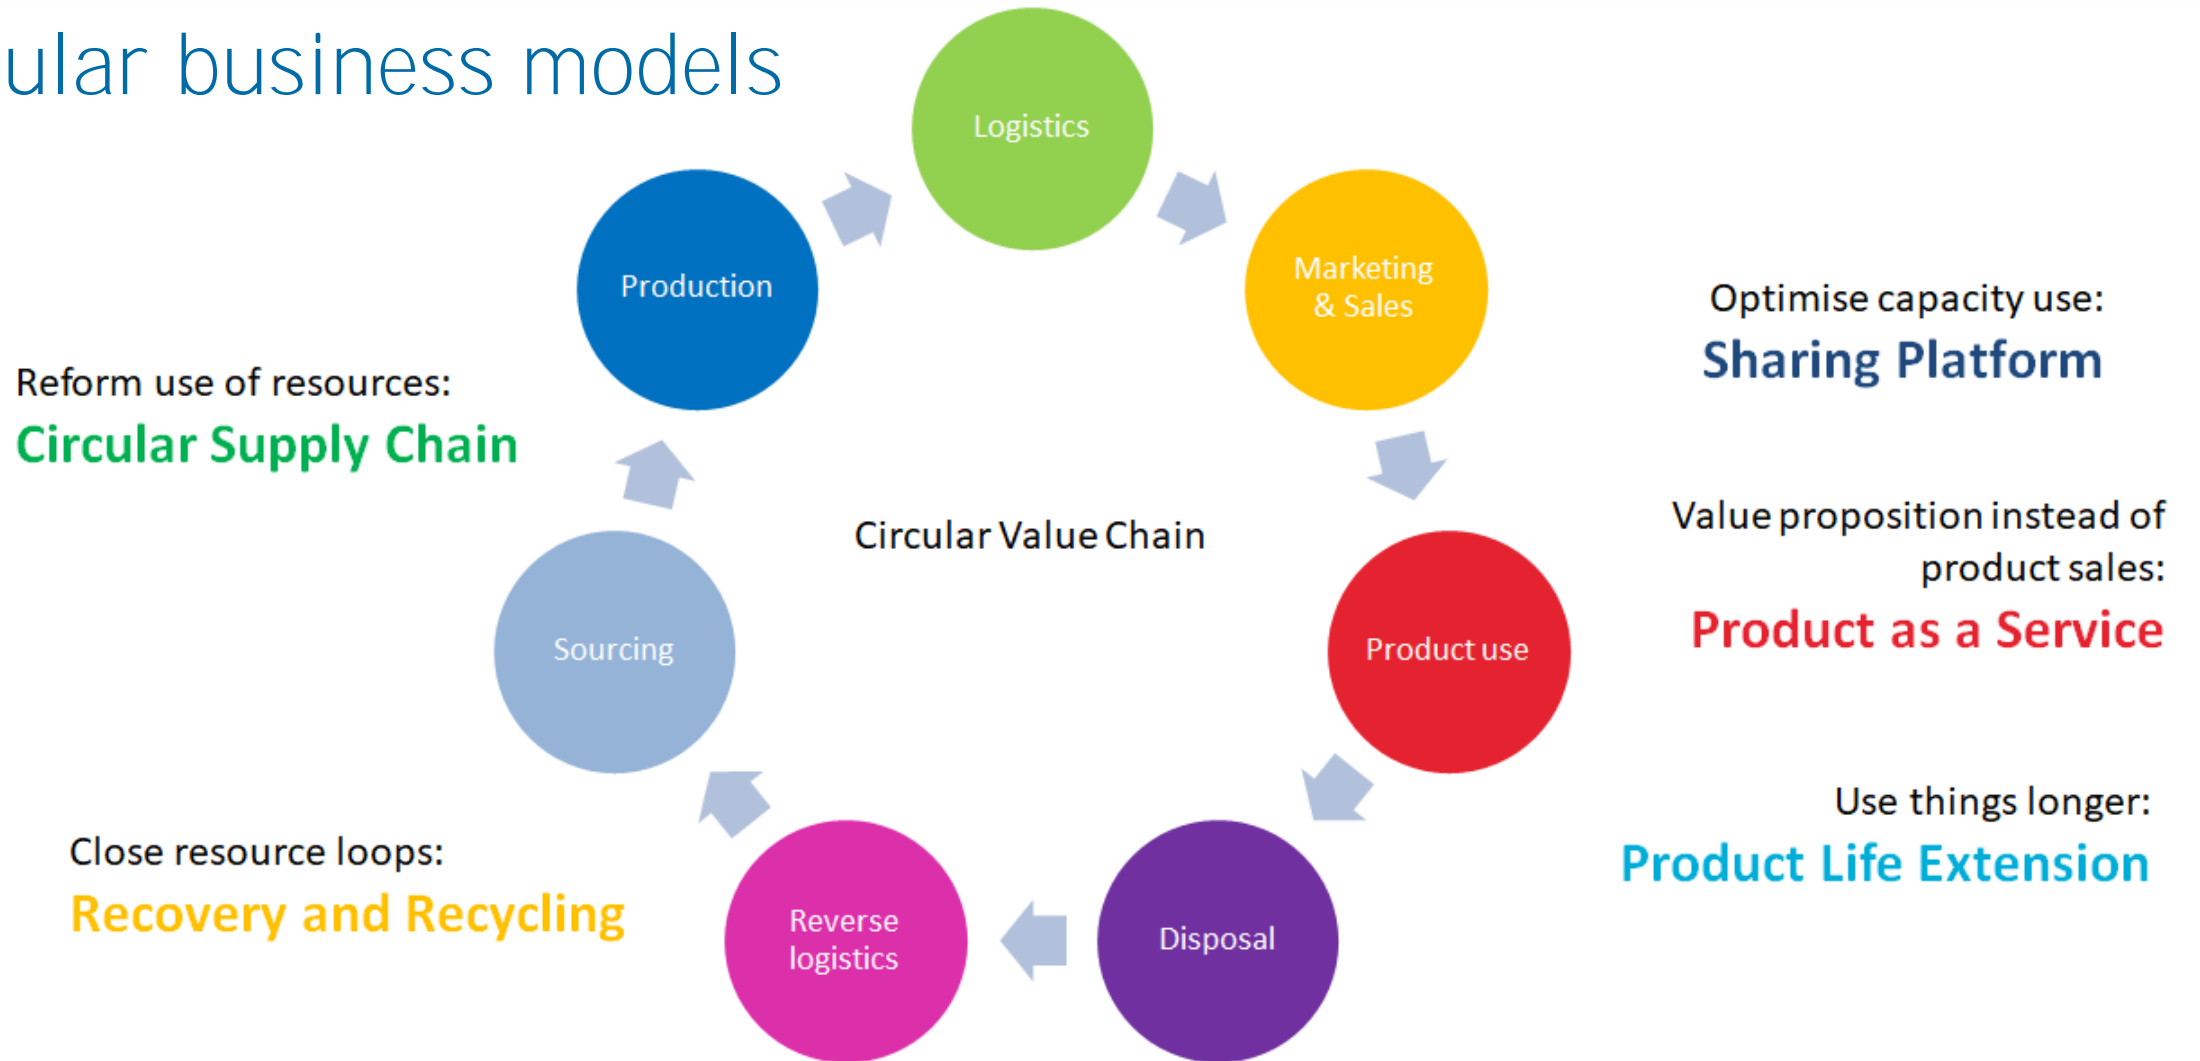 ular business models
Logistics
Production
Marketing
& Sales
Optimise capacity use:
Sharing Platform
Reform use of resources:
Circular Supply Chain
Value proposition instead of
product sales:
Product as a Service
Circular Value Chain
Sourcing
Product use
Use things longer:
Product Life Extension
Close resource loops:
Recovery and Recycling
Reverse
logistics
Disposal